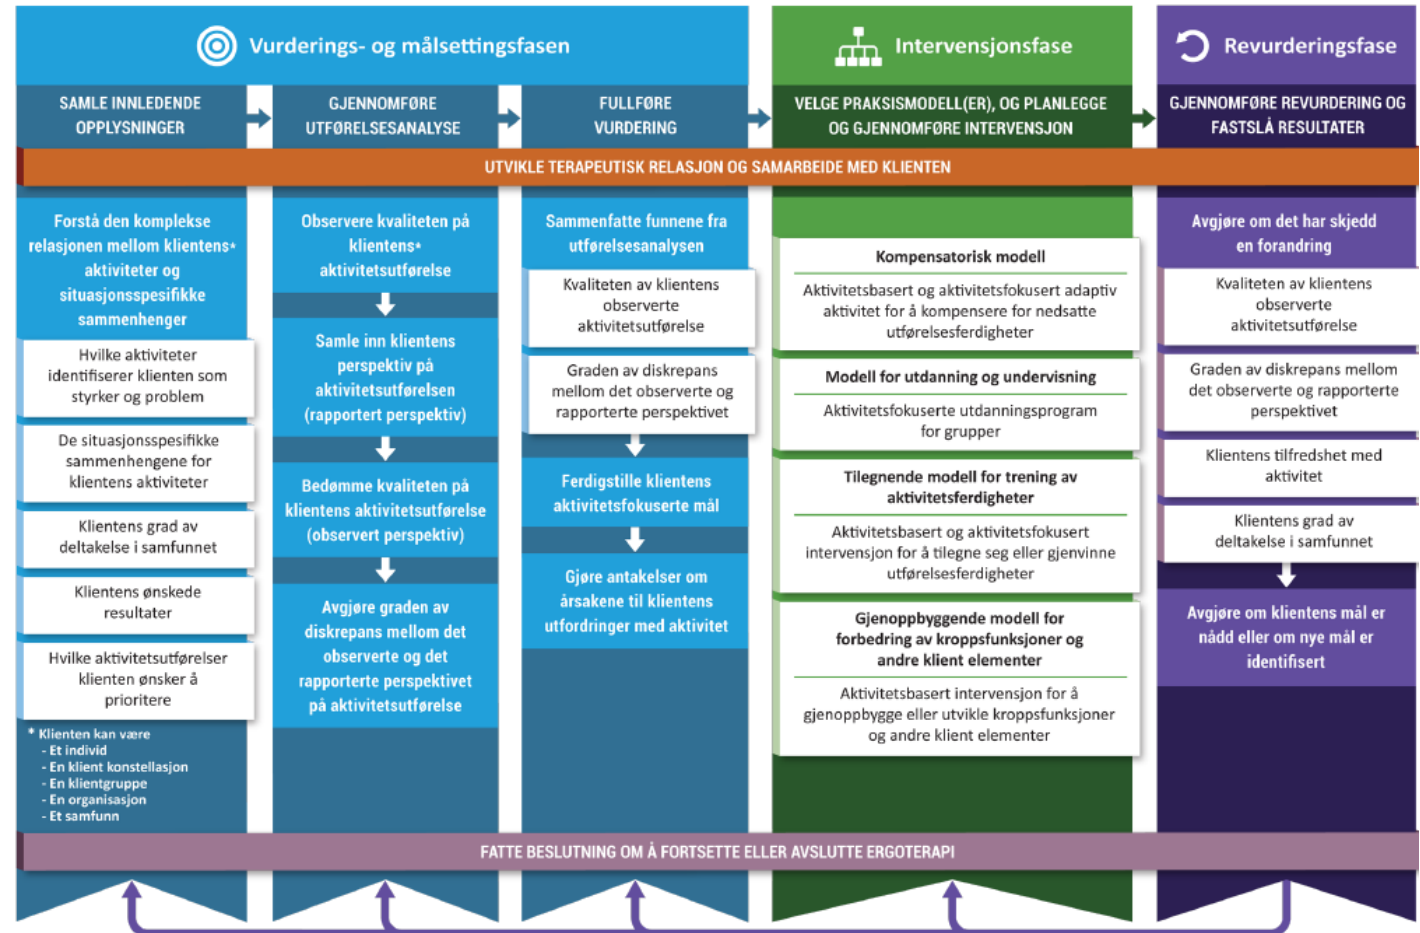 Vurderings- og målsettingsfasen
Intervensjonsfase
Revurderingsfase
SAMLE INNLEDENDE
OPPLYSNINGER
GJENNOMFØRE
UTFØRELSESANALYSE
FULLFØRE
VURDERING
VELGE PRAKSISMODELL(ER), OG PLANLEGGE
OG GJENNOMFØRE INTERVENSJON
GJENNOMFØRE REVURDERING OG
FASTSLÅ RESULTATER
UTVIKLE TERAPEUTISK RELASJON OG SAMARBEIDE MED KLIENTEN
Forstå den komplekse
relasjonen mellom klientens*
aktiviteter og
situasjonsspesifikke
sammenhenger
Hvilke aktiviteter
identifiserer klienten som
styrker og problem
De situasjonsspesifikke
sammenhengene for
klientens aktiviteter
Klientens grad av
deltakelse i samfunnet
Klientens ønskede
resultater
Hvilke aktivitetsutførelser
klienten ønsker å
prioritere
* Klienten kan være
- Et individ
- En klient konstellasjon
- En klientgruppe
- En organisasjon
- Et samfunn
Observere kvaliteten på
klientens*
aktivitetsutførelse
Samle inn klientens
perspektiv på
aktivitetsutførelsen
(rapportert perspektiv)
Bedømme kvaliteten på
klientens aktivitetsutførelse
(observert perspektiv)
Avgjøre graden av
diskrepans mellom det
observerte og det
rapporterte perspektivet
på aktivitetsutførelse
Sammenfatte funnene fra
utførelsesanalysen
Kvaliteten av klientens
observerte
aktivitetsutførelse
Graden av diskrepans
mellom det observerte og
rapporterte perspektivet
Ferdigstille klientens
aktivitetsfokuserte mål
Gjøre antakelser om
årsakene til klientens
utfordringer med aktivitet
Kompensatorisk modell
Aktivitetsbasert og aktivitetsfokusert adaptiv
aktivitet for å kompensere for nedsatte
utførelsesferdigheter
Modell for utdanning og undervisning
Aktivitetsfokuserte utdanningsprogram
for grupper
Tilegnende modell for trening av
aktivitetsferdigheter
Aktivitetsbasert og aktivitetsfokusert
intervensjon for å tilegne seg eller gjenvinne
utførelsesferdigheter
Gjenoppbyggende modell for
forbedring av kroppsfunksjoner og
andre klient elementer
Aktivitetsbasert intervensjon for å
gjenoppbygge eller utvikle kroppsfunksjoner
og andre klient elementer
Avgjøre om det har skjedd
en forandring
Kvaliteten av klientens
observerte
aktivitetsutførelse
Graden av diskrepans mellom
det observerte og rapporterte
perspektivet
Klientens tilfredshet med
aktivitet
Klientens grad av
deltakelse i samfunnet
Avgjøre om klientens mål er
nådd eller om nye mål er
identifisert
FATTE BESLUTNING OM Å FORTSETTE ELLER AVSLUTTE ERGOTERAPI